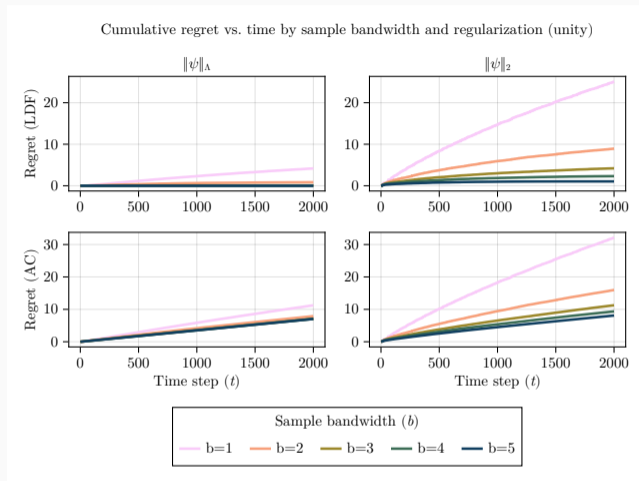 Cumulative regret vs. time by sample bandwidth and regularization (unity)
‖ψ‖Λ
‖ψ‖2
Regret (LDF)
20
10
0
0 500 1000 1500 2000
20
10
0
0 500 1000 1500 2000
Regret (AC)
30
20
10
0
0 500 1000 1500 2000
Time step (t)
30
20
10
0
0 500 1000 1500 2000
Time step (t)
Sample bandwidth (b)
b=1 b=2 b=3 b=4 b=5